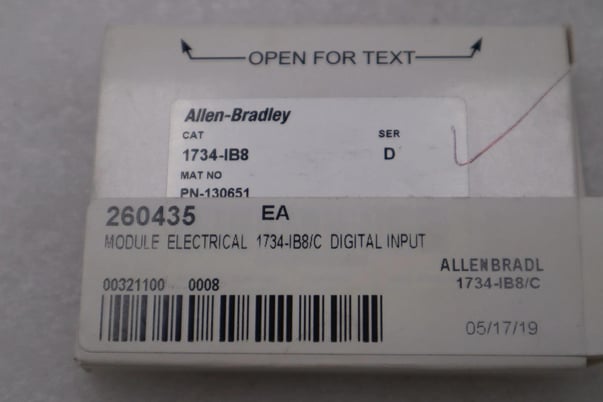 OPEN FOR TEXT
Allen-Bradley
CAT SER
1734-IB8 D
MAT NO
PN-130651
260435 EA
MODULE ELECTRICAL 1734-IB8/C DIGITAL INPUT
ALLENBRADL
00321100 0008 1734-IB8/C
05/17/19